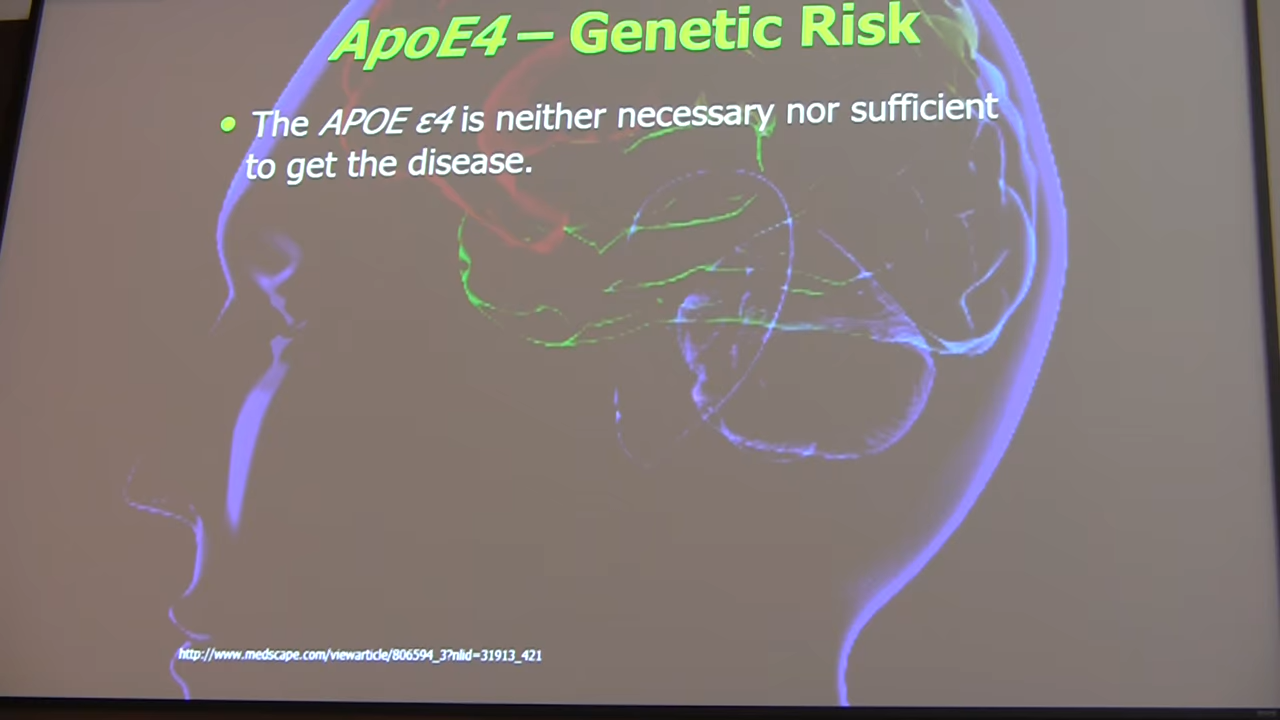 ApoE4 – Genetic Risk
• The APOE ε4 is neither necessary nor sufficient
to get the disease.
http://www.medscape.com/viewarticle/806594_3?nlid=31913_421